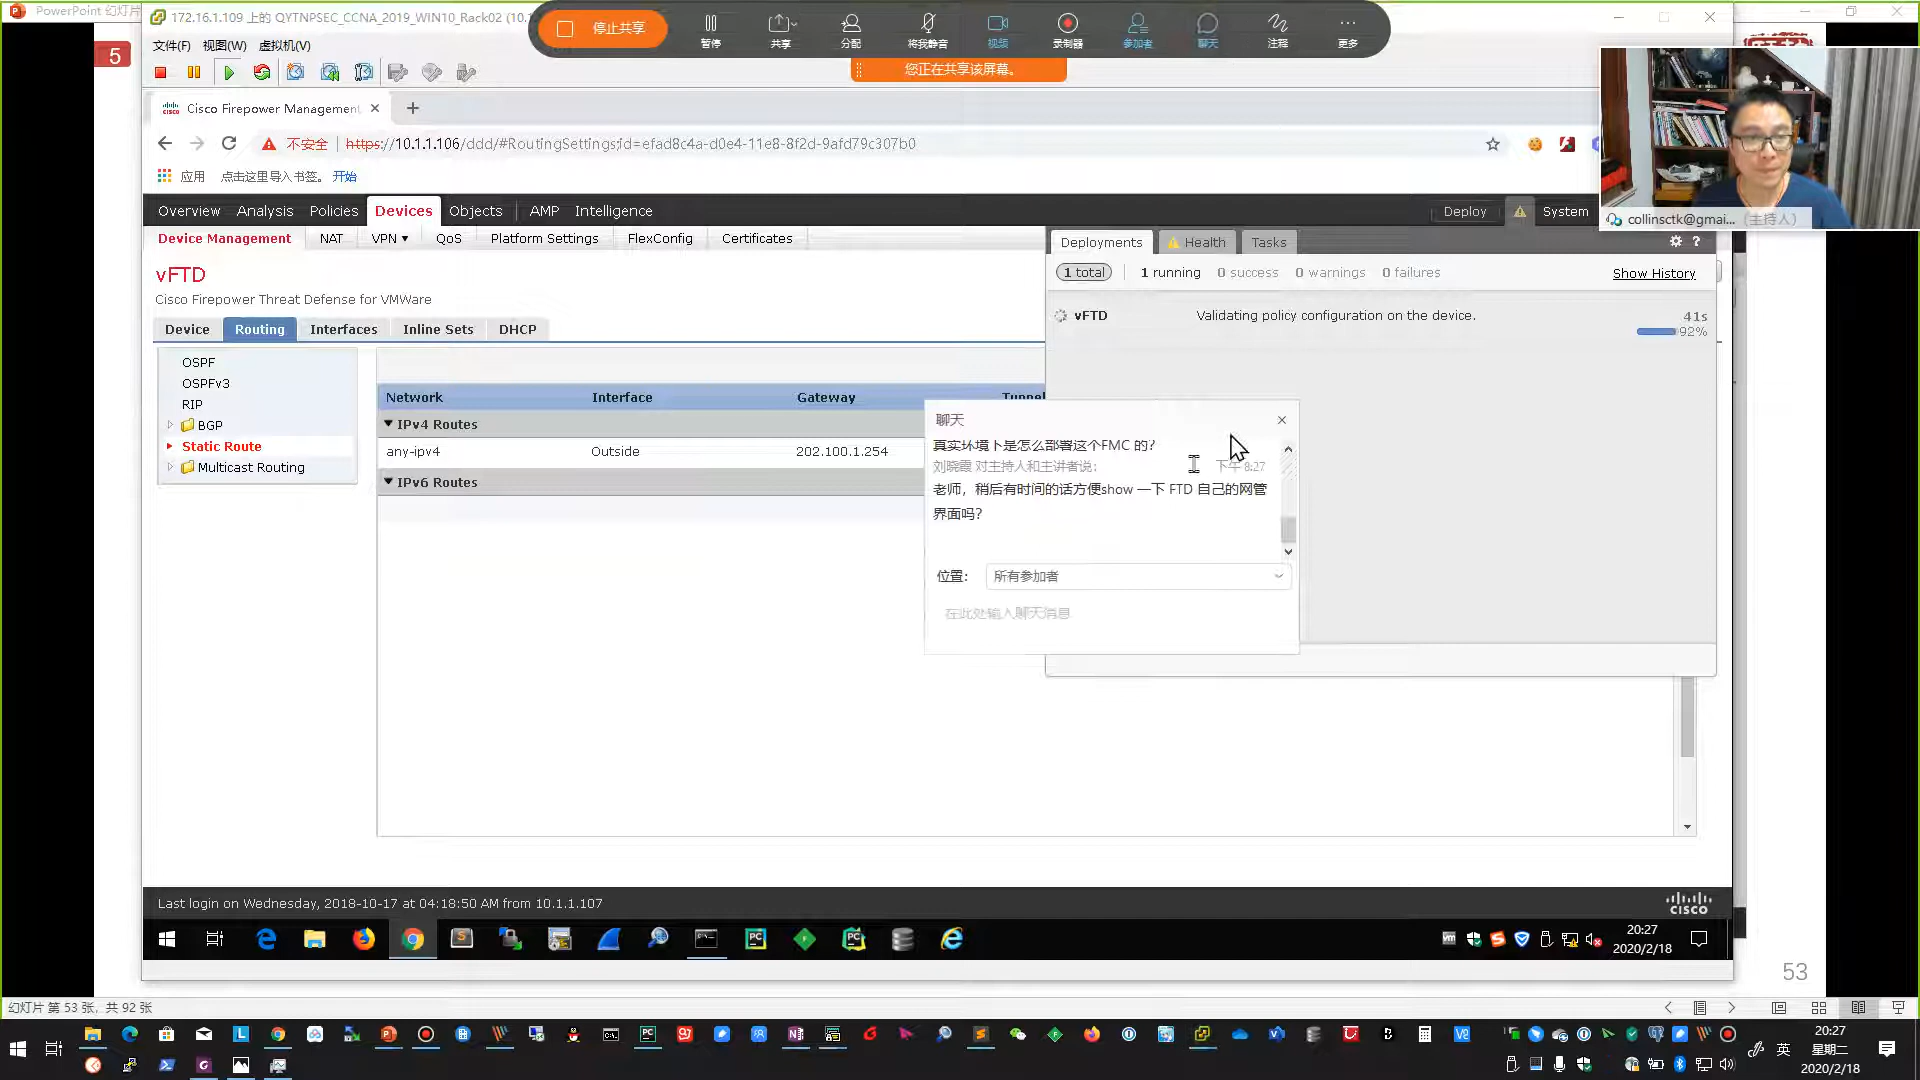 PowerPoint 幻灯片
172.16.1.109 上的 QYTNPSEC_CCNA_2019_WIN10_Rack02 (10.1
停止共享
暂停
共享
分配
将我静音
视频
录制器
参加者
聊天
注释
更多
您正在共享该屏幕。
5
文件(F) 视图(W) 虚拟机(V)
Cisco Firepower Management
不安全 https://10.1.1.106/ddd/#RoutingSettings;id=efad8c4a-d0e4-11e8-8f2d-9afd79c307b0
应用 点击这里导入书签。 开始
collinsctk@gmai... (主持人)
Overview Analysis Policies Devices Objects AMP Intelligence Deploy System
Device Management NAT VPN QoS Platform Settings FlexConfig Certificates
vFTD
Cisco Firepower Threat Defense for VMWare
Device Routing Interfaces Inline Sets DHCP
OSPF
OSPFv3
RIP
BGP
Static Route
Multicast Routing
Network Interface Gateway Tunnel
IPv4 Routes
any-ipv4 Outside 202.100.1.254
IPv6 Routes
Deployments Health Tasks ?
1 total 1 running 0 success 0 warnings 0 failures Show History
vFTD Validating policy configuration on the device. 41s
92%
聊天
真实环境下是怎么部署这个FMC 的?
刘晓霞 对主持人和主讲者说: 下午 8:27
老师，稍后有时间的话方便show 一下 FTD 自己的网管
界面吗?
位置: 所有参加者
在此处输入聊天消息
Last login on Wednesday, 2018-10-17 at 04:18:50 AM from 10.1.1.107
CISCO
20:27
2020/2/18
53
幻灯片 第 53 张，共 92 张
英
20:27
星期二
2020/2/18